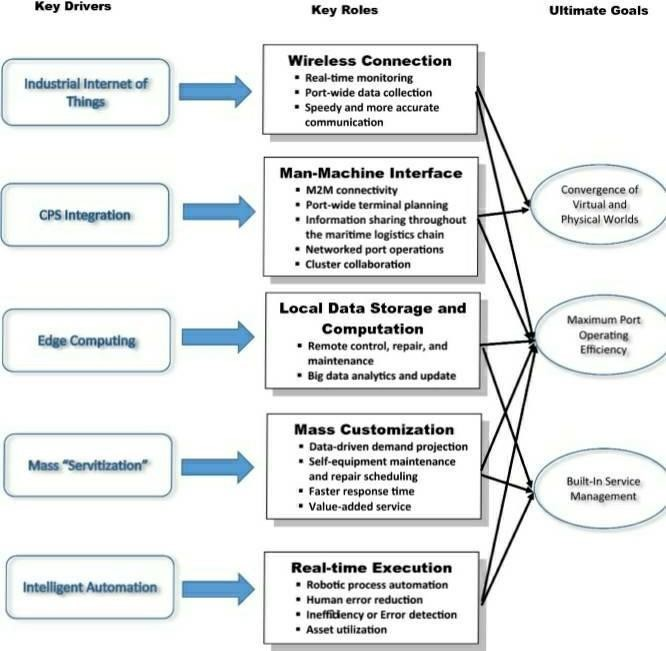 Key Drivers
Key Roles
Ultimate Goals
Industrial Internet of
Things
Wireless Connection
▪ Real-time monitoring
▪ Port-wide data collection
▪ Speedy and more accurate
communication
CPS Integration
Man-Machine Interface
▪ M2M connectivity
▪ Port-wide terminal planning
▪ Information sharing throughout
the maritime logistics chain
▪ Networked port operations
▪ Cluster collaboration
Convergence of
Virtual and
Physical Worlds
Edge Computing
Local Data Storage and
Computation
▪ Remote control, repair, and
maintenance
▪ Big data analytics and update
Maximum Port
Operating
Efficiency
Mass “Servitization”
Mass Customization
▪ Data-driven demand projection
▪ Self-equipment maintenance
and repair scheduling
▪ Faster response time
▪ Value-added service
Built-In Service
Management
Intelligent Automation
Real-time Execution
▪ Robotic process automation
▪ Human error reduction
▪ Inefficiency or Error detection
▪ Asset utilization